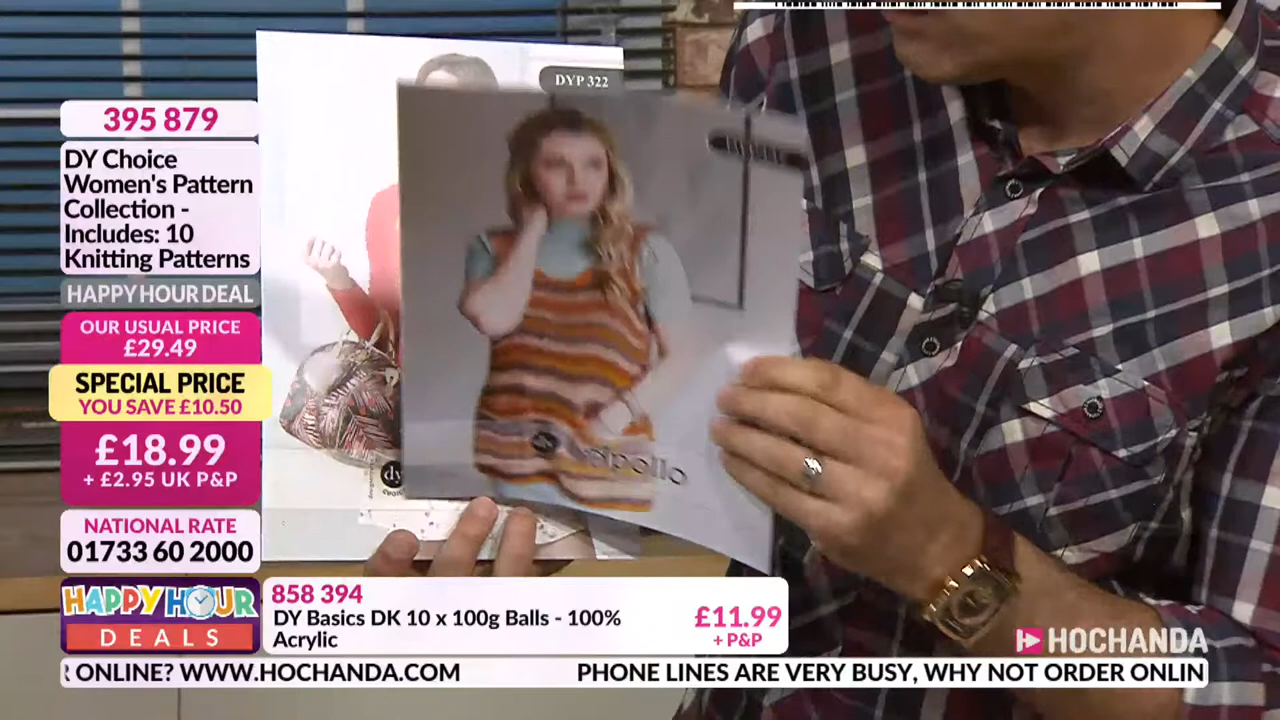 395 879
DY Choice
Women's Pattern
Collection -
Includes: 10
Knitting Patterns
HAPPY HOUR DEAL
OUR USUAL PRICE
£29.49
SPECIAL PRICE
YOU SAVE £10.50
£18.99
+ £2.95 UK P&P
NATIONAL RATE
01733 60 2000
HAPPY HOUR
DEALS
858 394
DY Basics DK 10 x 100g Balls - 100%
Acrylic
£11.99
+ P&P
DYP 322
Apollo
dy
HOCHANDA
ONLINE? WWW.HOCHANDA.COM
PHONE LINES ARE VERY BUSY, WHY NOT ORDER ONLIN